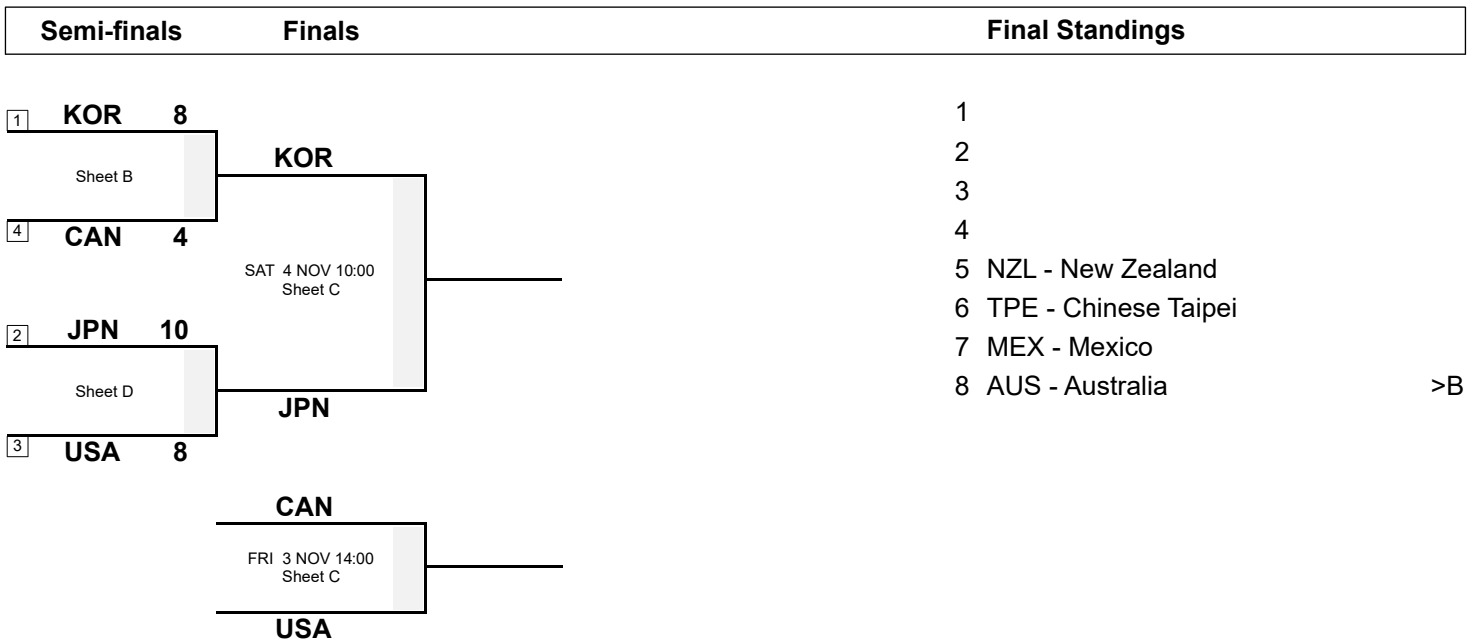 Semi-finals Finals Final Standings
1 KOR 8
Sheet B
4 CAN 4
KOR
SAT 4 NOV 10:00
Sheet C
JPN
2 JPN 10
Sheet D
3 USA 8
CAN
FRI 3 NOV 14:00
Sheet C
USA
1
2
3
4
5 NZL - New Zealand
6 TPE - Chinese Taipei
7 MEX - Mexico
8 AUS - Australia >B